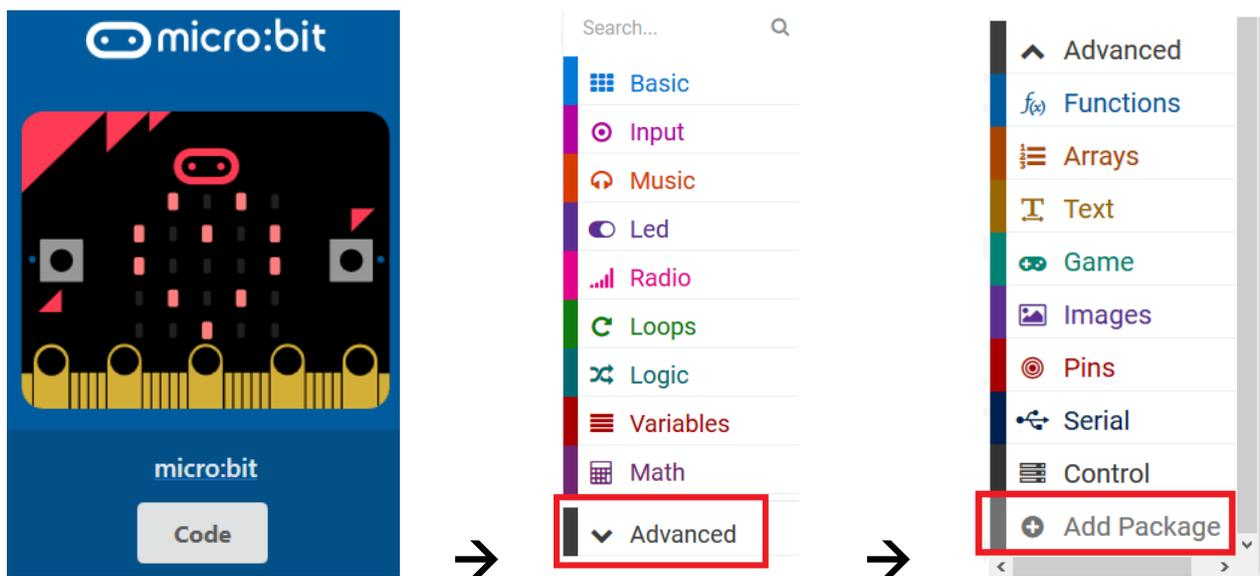 micro:bit
micro:bit
Code
Search...
Basic
Input
Music
Led
Radio
Loops
Logic
Variables
Math
Advanced
Advanced
f(x) Functions
Arrays
Text
Game
Images
Pins
Serial
Control
Add Package